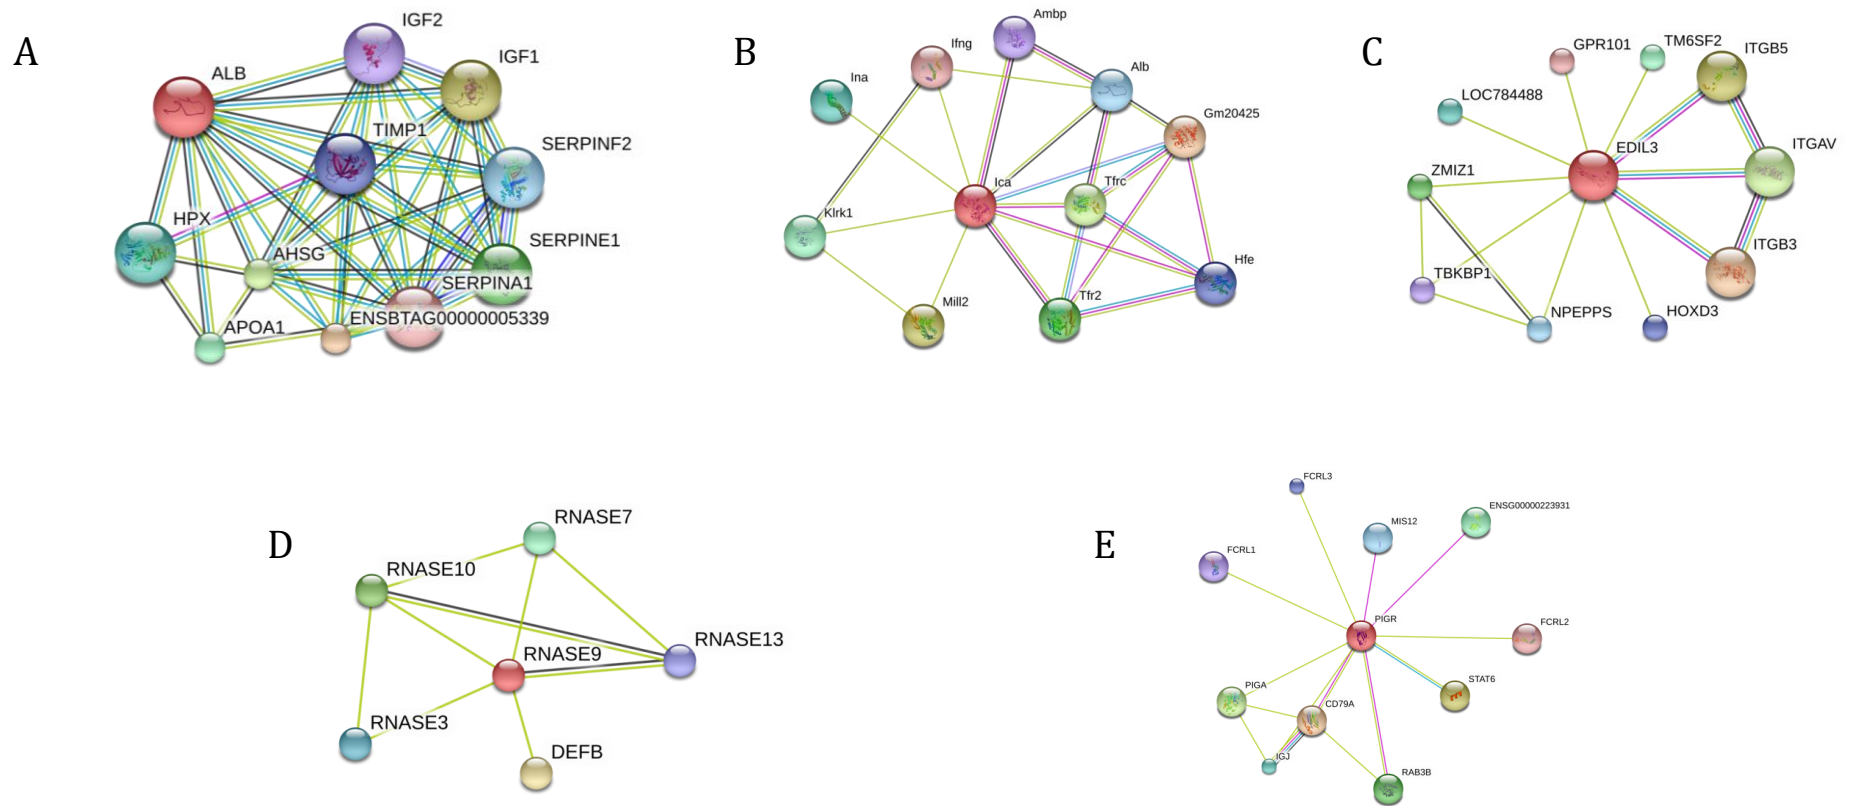 A
IGF2
IGF1
ALB
TIMP1
SERPINF2
HPX
AHSG
SERPINE1
SERPINA1
ENSBTAG00000005339
APOA1
B
Ambp
Ifng
Ina
Alb
Gm20425
Ica
Tfrc
Klrk1
Hfe
Mill2
Tfr2
C
GPR101
TM6SF2
ITGB5
LOC784488
EDIL3
ITGAV
ZMIZ1
ITGB3
TBKBP1
NPEPPS
HOXD3
D
RNASE7
RNASE10
RNASE13
RNASE9
RNASE3
DEFB
E
FCRL3
ENSG00000223931
MIS12
FCRL1
PIGR
FCRL2
STAT6
PIGA
CD79A
IGJ
RAB3B